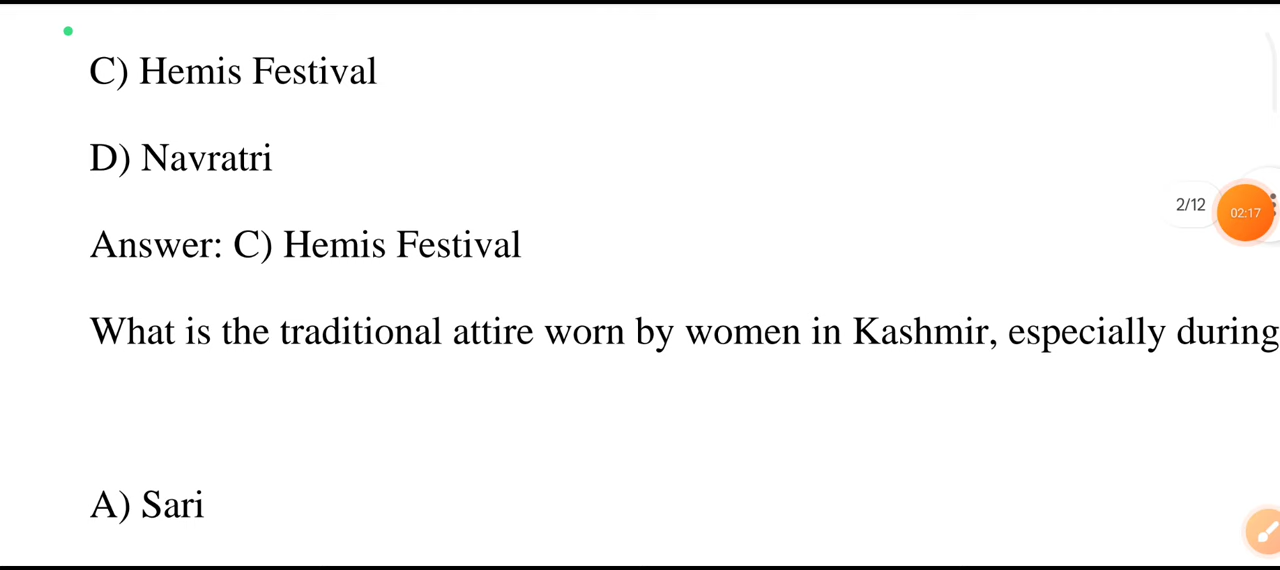 C) Hemis Festival
D) Navratri
2/12
02:17
Answer: C) Hemis Festival
What is the traditional attire worn by women in Kashmir, especially during
A) Sari